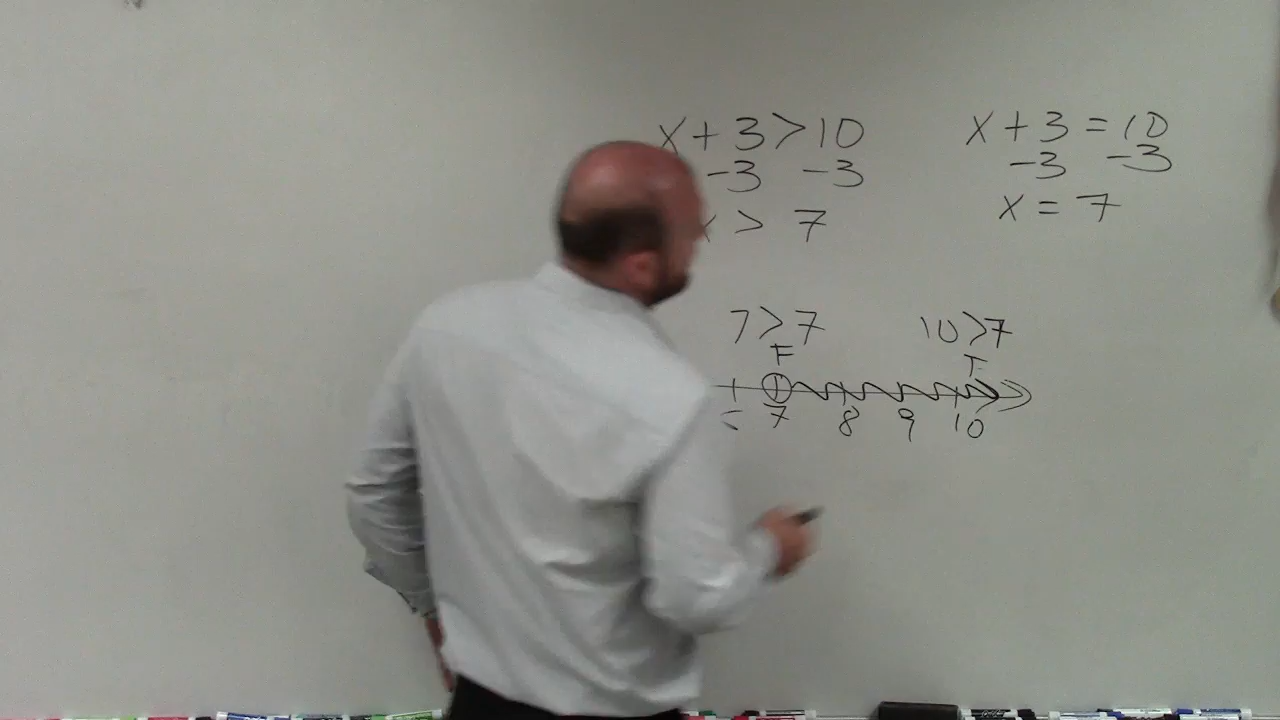 x + 3 > 10
-3 -3
x > 7
x + 3 = 10
-3 -3
x = 7
7 > 7
F
10 > 7
T
7 8 9 10